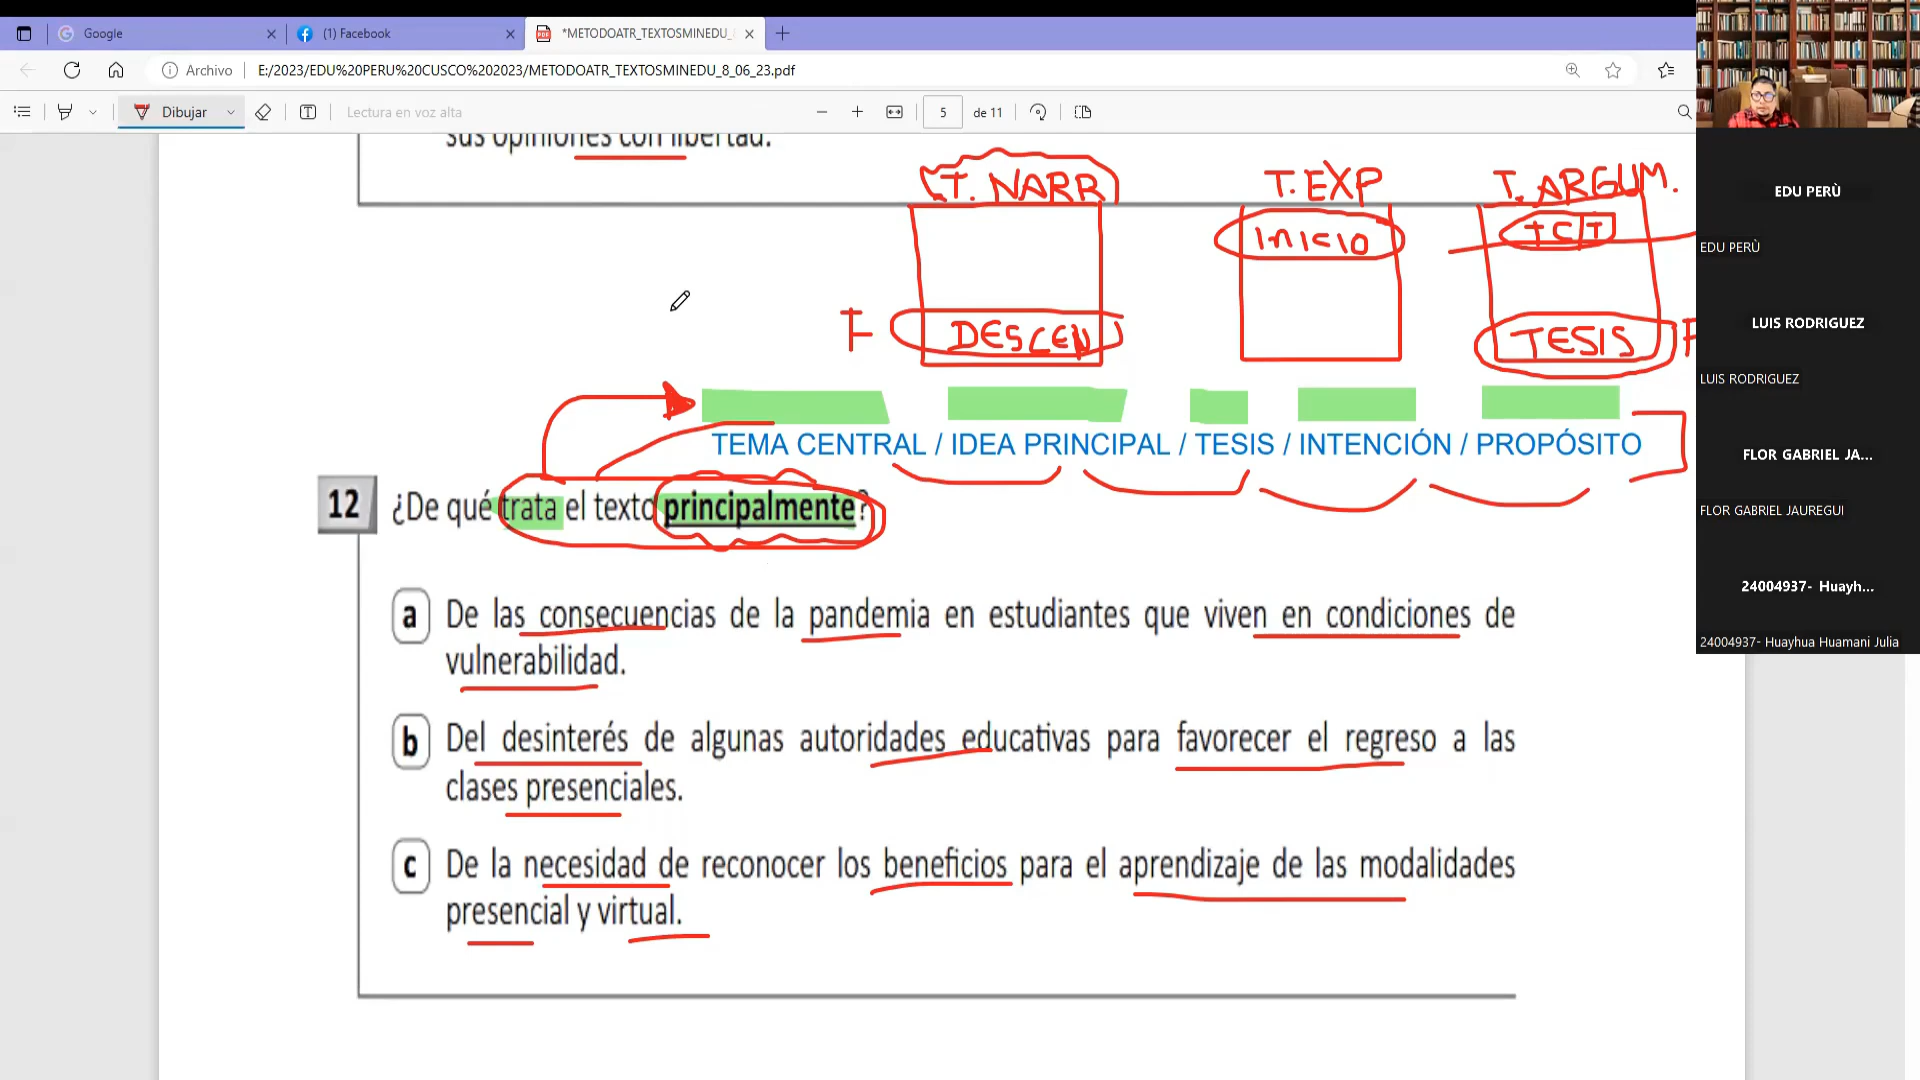 Google
(1) Facebook
*METODOATR_TEXTOSMINEDU_
Archivo
E:/2023/EDU%20PERU%20CUSCO%202023/METODOATR_TEXTOSMINEDU_8_06_23.pdf
Dibujar
Lectura en voz alta
5
de 11
sus opiniones con libertad.
T. NARR
T. EXP
T. ARGUM.
INICIO
TC/T
F
DESCEN
TESIS
F
TEMA CENTRAL / IDEA PRINCIPAL / TESIS / INTENCIÓN / PROPÓSITO
12 ¿De qué trata el texto principalmente?
a De las consecuencias de la pandemia en estudiantes que viven en condiciones de
vulnerabilidad.
b Del desinterés de algunas autoridades educativas para favorecer el regreso a las
clases presenciales.
c De la necesidad de reconocer los beneficios para el aprendizaje de las modalidades
presencial y virtual.
EDU PERÙ
EDU PERÙ
LUIS RODRIGUEZ
LUIS RODRIGUEZ
FLOR GABRIEL JA...
FLOR GABRIEL JAUREGUI
24004937- Huayh...
24004937- Huayhua Huamani Julia